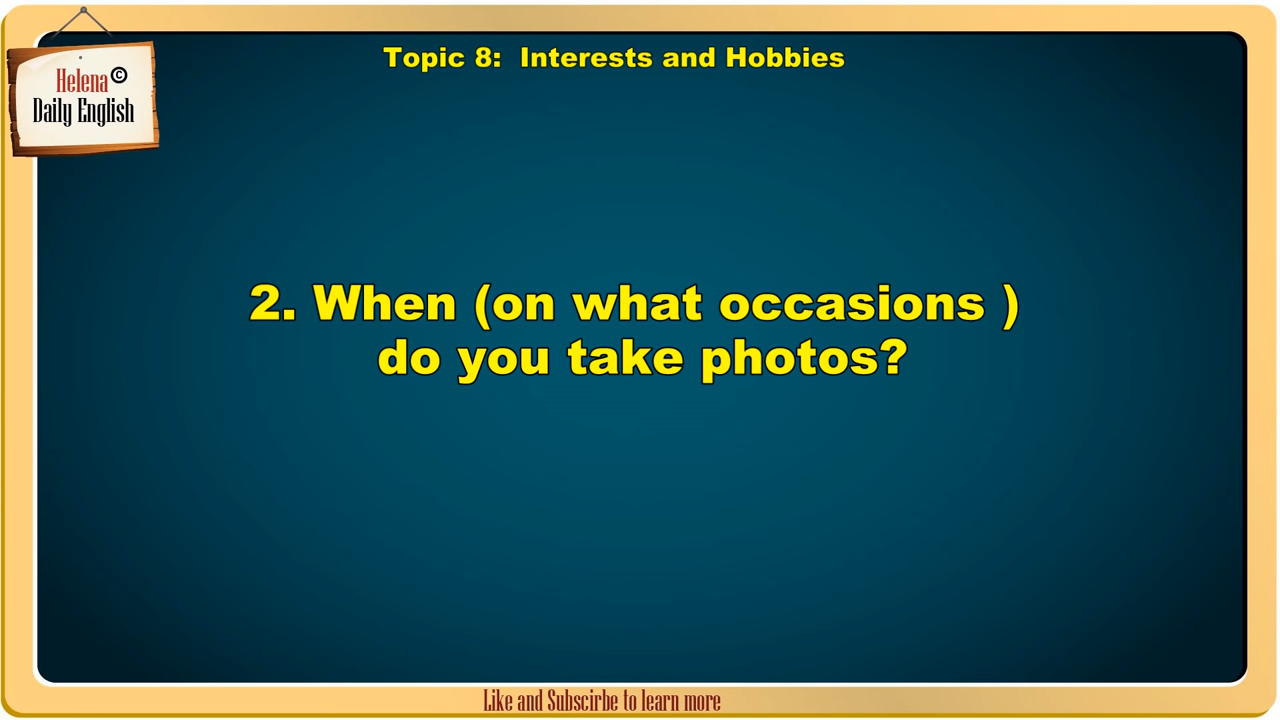 Topic 8:  Interests and Hobbies
Helena©
Daily English
2. When (on what occasions )
do you take photos?
Like and Subscirbe to learn more